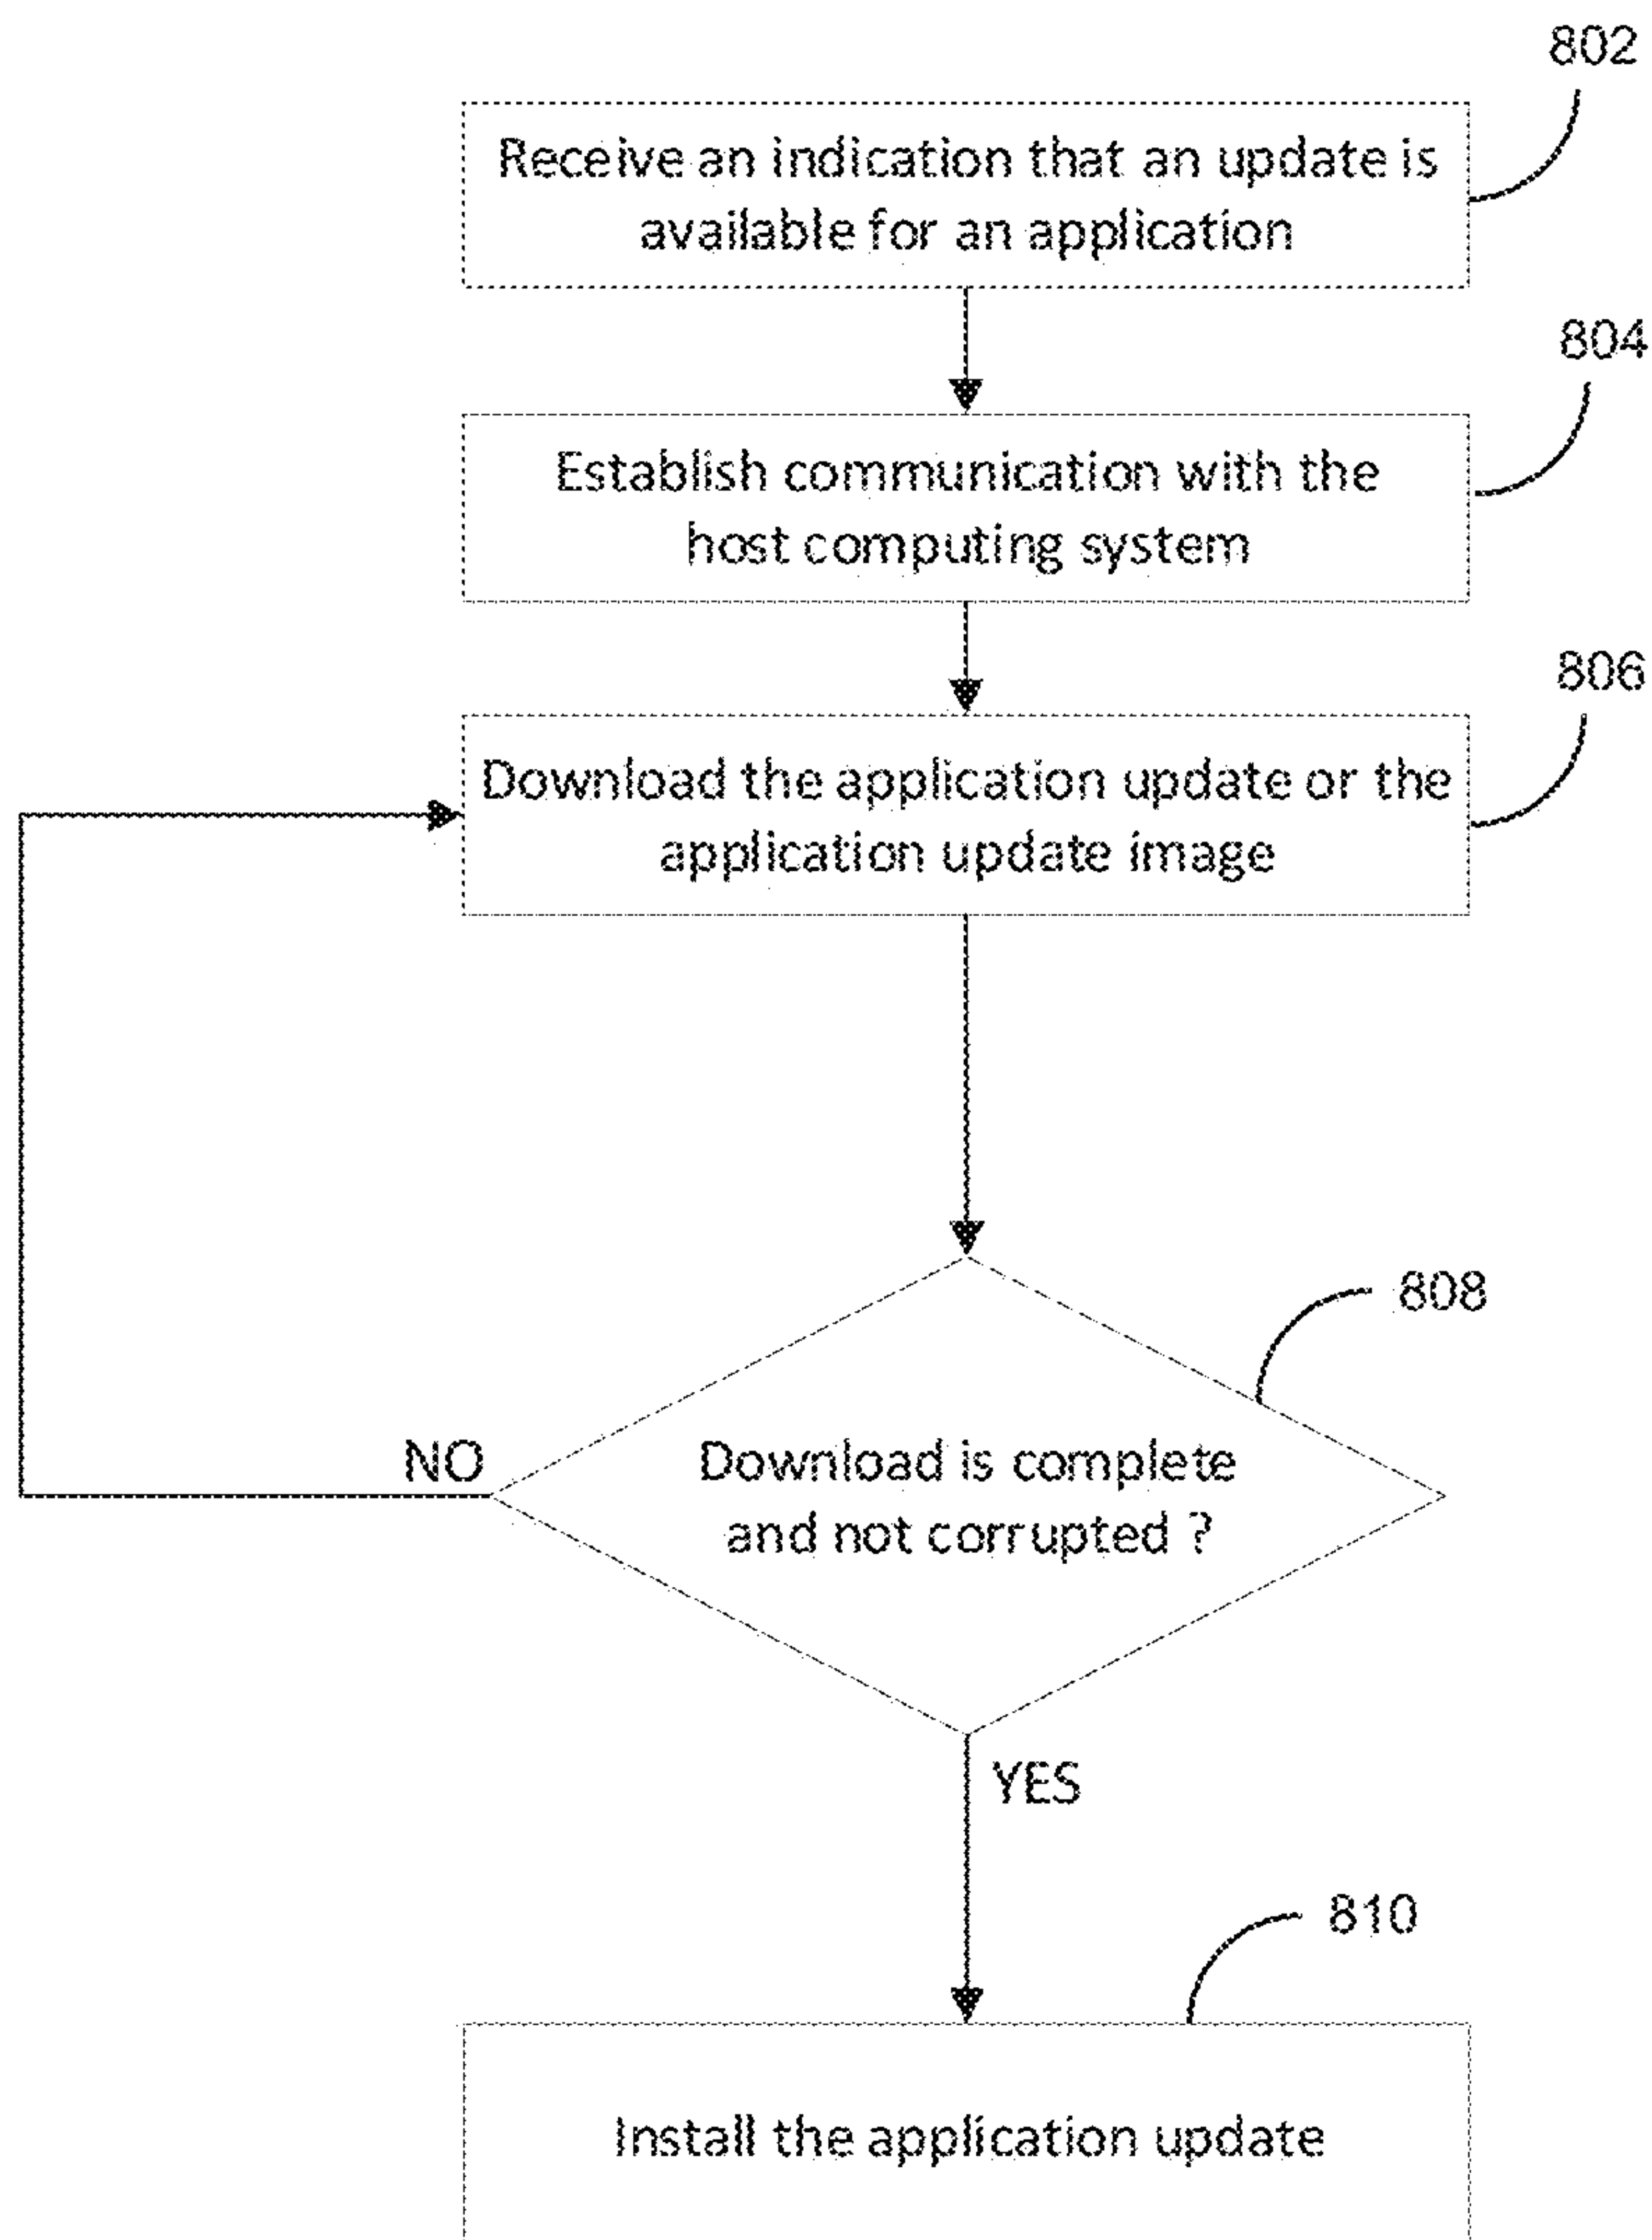 802
Receive an indication that an update is
available for an application
804
Establish communication with the
host computing system
806
Download the application update or the
application update image
808
NO
Download is complete
and not corrupted ?
YES
810
Install the application update